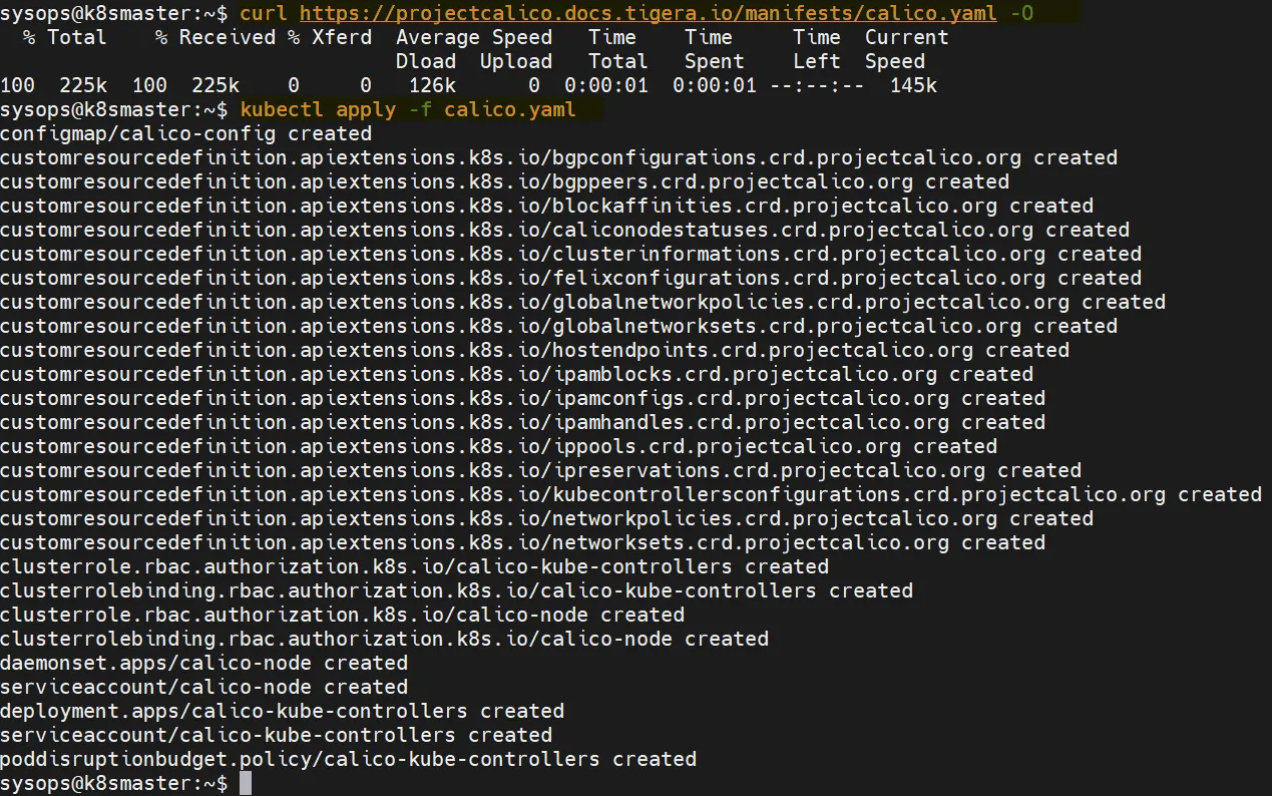 sysops@k8smaster:~$ curl https://projectcalico.docs.tigera.io/manifests/calico.yaml -O
  % Total    % Received % Xferd  Average Speed   Time    Time     Time  Current
                                 Dload  Upload   Total   Spent    Left  Speed
100  225k  100  225k    0     0   126k      0  0:00:01  0:00:01 --:--:--  145k
sysops@k8smaster:~$ kubectl apply -f calico.yaml
configmap/calico-config created
customresourcedefinition.apiextensions.k8s.io/bgpconfigurations.crd.projectcalico.org created
customresourcedefinition.apiextensions.k8s.io/bgppeers.crd.projectcalico.org created
customresourcedefinition.apiextensions.k8s.io/blockaffinities.crd.projectcalico.org created
customresourcedefinition.apiextensions.k8s.io/caliconodestatuses.crd.projectcalico.org created
customresourcedefinition.apiextensions.k8s.io/clusterinformations.crd.projectcalico.org created
customresourcedefinition.apiextensions.k8s.io/felixconfigurations.crd.projectcalico.org created
customresourcedefinition.apiextensions.k8s.io/globalnetworkpolicies.crd.projectcalico.org created
customresourcedefinition.apiextensions.k8s.io/globalnetworksets.crd.projectcalico.org created
customresourcedefinition.apiextensions.k8s.io/hostendpoints.crd.projectcalico.org created
customresourcedefinition.apiextensions.k8s.io/ipamblocks.crd.projectcalico.org created
customresourcedefinition.apiextensions.k8s.io/ipamconfigs.crd.projectcalico.org created
customresourcedefinition.apiextensions.k8s.io/ipamhandles.crd.projectcalico.org created
customresourcedefinition.apiextensions.k8s.io/ippools.crd.projectcalico.org created
customresourcedefinition.apiextensions.k8s.io/ipreservations.crd.projectcalico.org created
customresourcedefinition.apiextensions.k8s.io/kubecontrollersconfigurations.crd.projectcalico.org created
customresourcedefinition.apiextensions.k8s.io/networkpolicies.crd.projectcalico.org created
customresourcedefinition.apiextensions.k8s.io/networksets.crd.projectcalico.org created
clusterrole.rbac.authorization.k8s.io/calico-kube-controllers created
clusterrolebinding.rbac.authorization.k8s.io/calico-kube-controllers created
clusterrole.rbac.authorization.k8s.io/calico-node created
clusterrolebinding.rbac.authorization.k8s.io/calico-node created
daemonset.apps/calico-node created
serviceaccount/calico-node created
deployment.apps/calico-kube-controllers created
serviceaccount/calico-kube-controllers created
poddisruptionbudget.policy/calico-kube-controllers created
sysops@k8smaster:~$